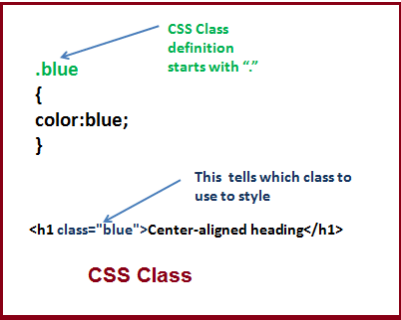 CSS Class
definition
starts with “.”
.blue
{
color:blue;
}
This tells which class to
use to style
<h1 class="blue">Center-aligned heading</h1>
CSS Class